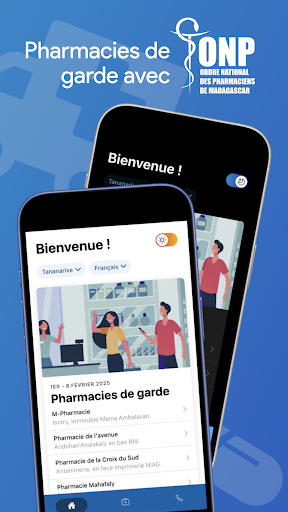 Pharmacies de
garde avec
ONP
ORDRE NATIONAL
DES PHARMACIENS
DE MADAGASCAR
Bienvenue !
Tananarive
Bienvenue !
Tananarive
Français
1ER - 8 FÉVRIER 2025
Pharmacies de garde
M-Pharmacie
Isotry, Immeuble Mama Ambalavao.
Pharmacie de l'avenue
Andohan'Analakely en bas BNI
Pharmacie de la Croix du Sud
Antanimena, en face imprimerie NIAG.
Pharmacie Mahafaly